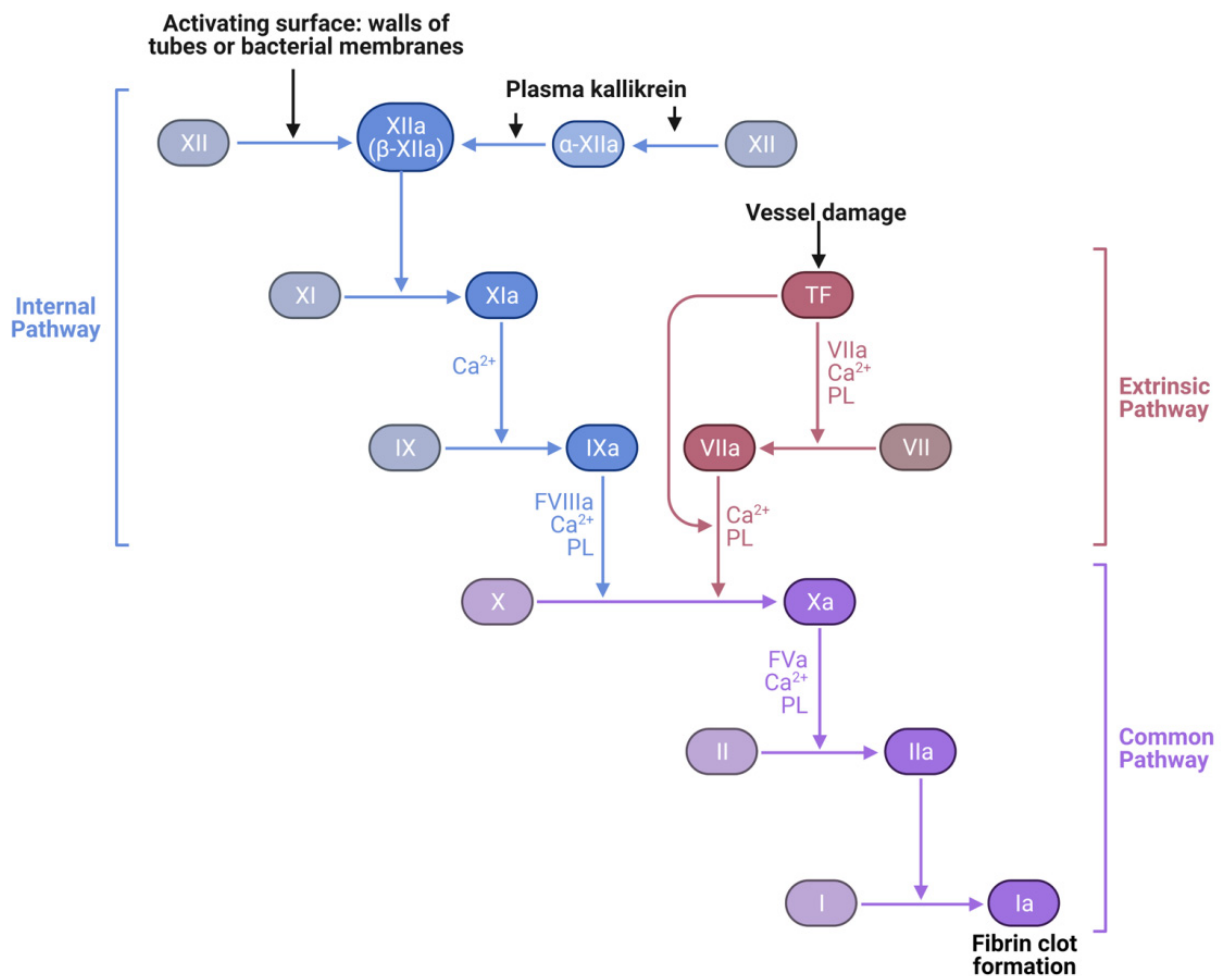 Activating surface: walls of
tubes or bacterial membranes
Plasma kallikrein
XII
XIIa
(β-XIIa)
α-XIIa
XII
Vessel damage
Internal
Pathway
XI
XIa
TF
Ca²⁺
VIIa
Ca²⁺
PL
Extrinsic
Pathway
IX
IXa
VIIa
VII
FVIIIa
Ca²⁺
PL
Ca²⁺
PL
X
Xa
FVa
Ca²⁺
PL
II
IIa
Common
Pathway
I
Ia
Fibrin clot
formation